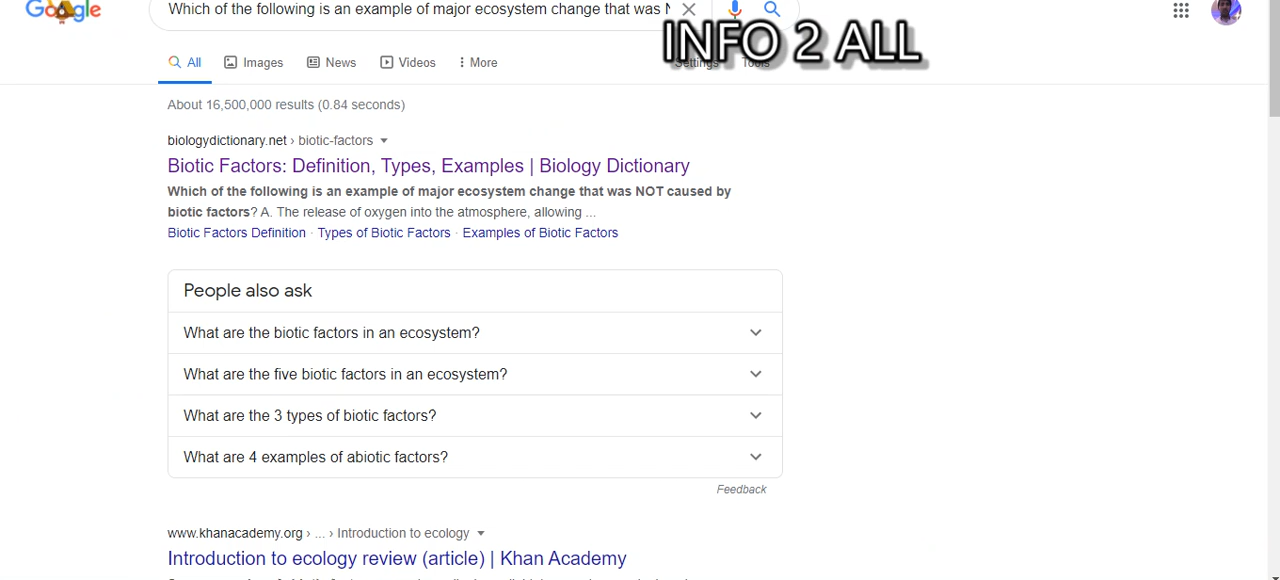 Google
Which of the following is an example of major ecosystem change that was N
INFO 2 ALL
All Images News Videos More Settings Tools
About 16,500,000 results (0.84 seconds)
biologydictionary.net › biotic-factors
Biotic Factors: Definition, Types, Examples | Biology Dictionary
Which of the following is an example of major ecosystem change that was NOT caused by
biotic factors? A. The release of oxygen into the atmosphere, allowing ...
Biotic Factors Definition · Types of Biotic Factors · Examples of Biotic Factors
People also ask
What are the biotic factors in an ecosystem?
What are the five biotic factors in an ecosystem?
What are the 3 types of biotic factors?
What are 4 examples of abiotic factors?
Feedback
www.khanacademy.org › ... › Introduction to ecology
Introduction to ecology review (article) | Khan Academy